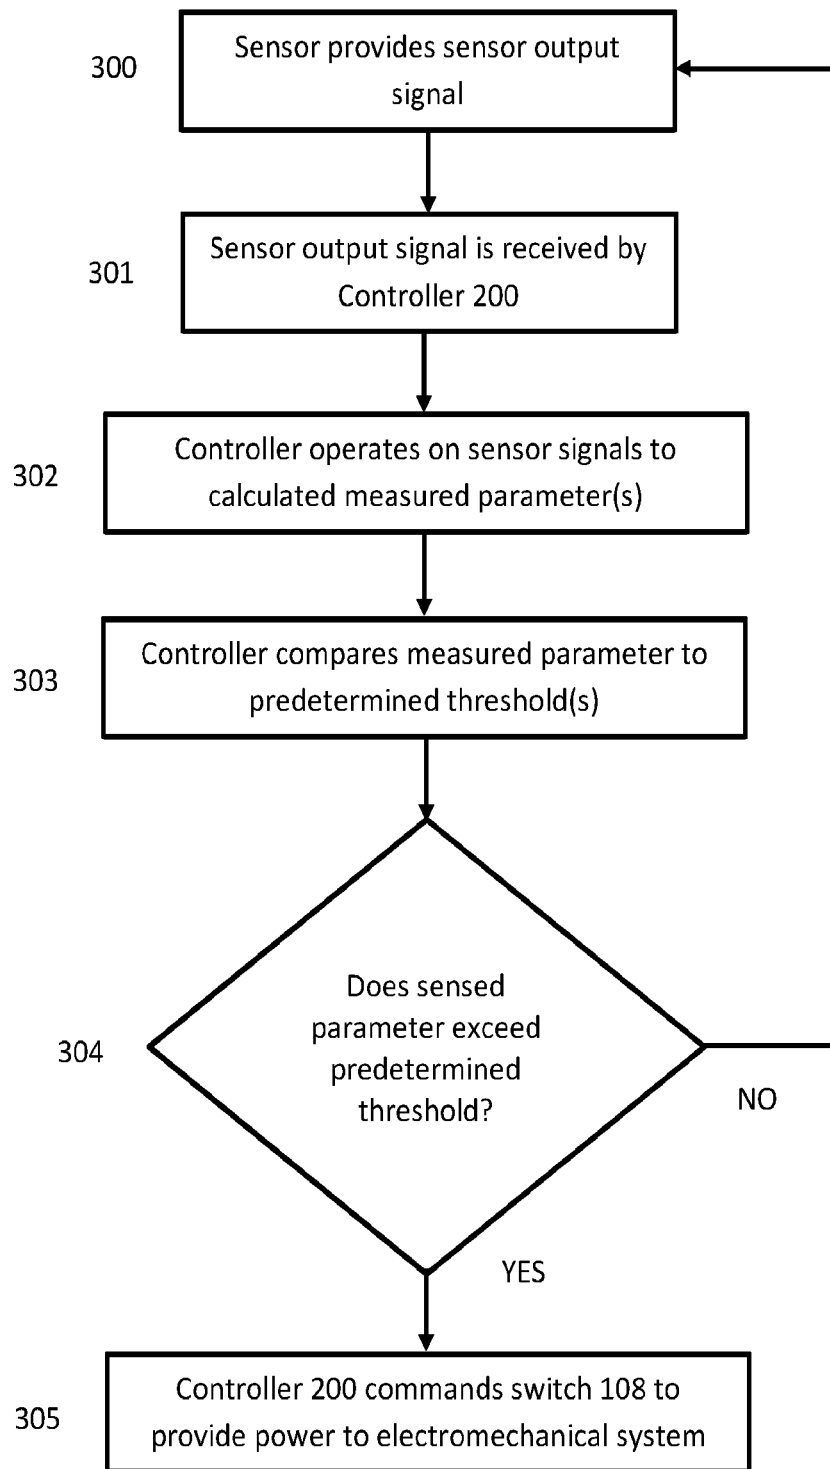 300
Sensor provides sensor output
signal
301
Sensor output signal is received by
Controller 200
302
Controller operates on sensor signals to
calculated measured parameter(s)
303
Controller compares measured parameter to
predetermined threshold(s)
304
Does sensed
parameter exceed
predetermined
threshold?
NO
YES
305
Controller 200 commands switch 108 to
provide power to electromechanical system